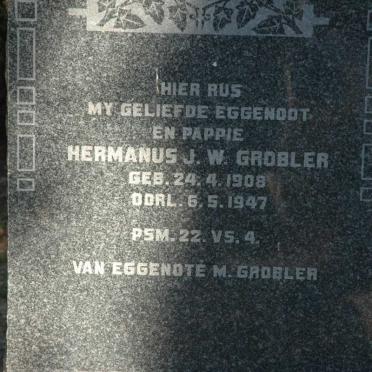 HIER RUS
MY GELIEFDE EGGENOOT
EN PAPPIE
HERMANUS J. W. GROBLER
GEB. 24. 4. 1908
OORL. 6. 5. 1947
PSM. 22. VS. 4.
VAN EGGENOTE M. GROBLER